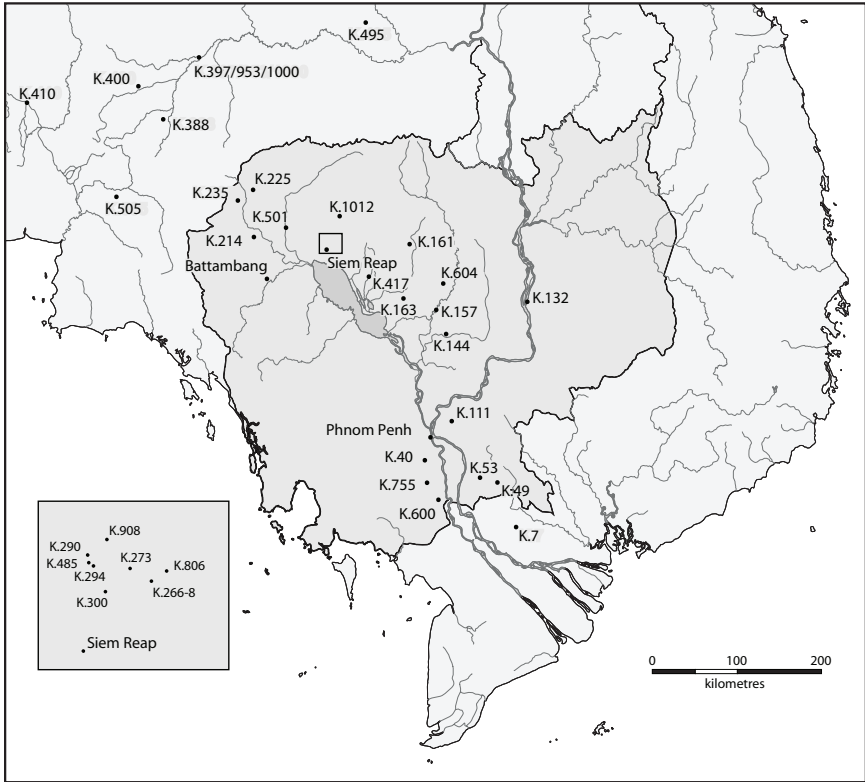 K.495
K.397/953/1000
K.400
K.410
K.388
K.225
K.235
K.505
K.1012
K.501
K.214
K.161
Siem Reap
Battambang
K.417
K.604
K.163
K.157
K.132
K.144
K.111
Phnom Penh
K.40
K.53
K.755
K.49
K.600
K.7
K.908
K.290
K.485
K.294
K.273
K.806
K.266-8
K.300
Siem Reap
0 100 200
kilometres